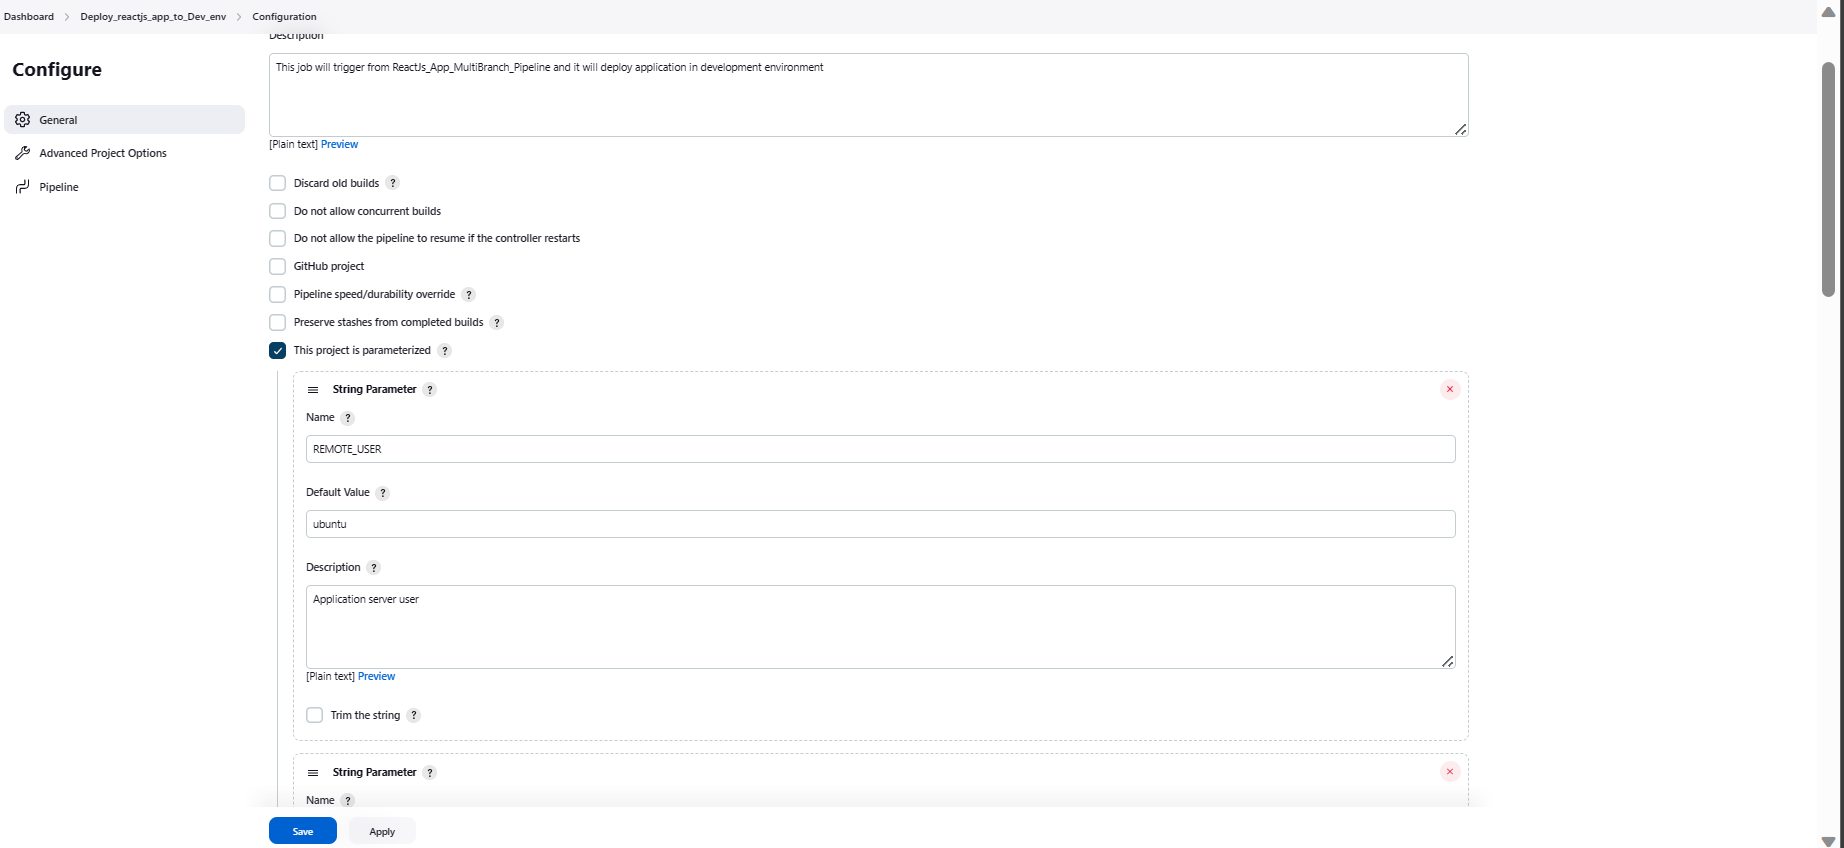 Dashboard > Deploy_reactjs_app_to_Dev_env > Configuration
Configure
General
Advanced Project Options
Pipeline
Description
This job will trigger from ReactJs_App_MultiBranch_Pipeline and it will deploy application in development environment
[Plain text] Preview
Discard old builds ?
Do not allow concurrent builds
Do not allow the pipeline to resume if the controller restarts
GitHub project
Pipeline speed/durability override ?
Preserve stashes from completed builds ?
This project is parameterized ?
String Parameter ?
Name ?
REMOTE_USER
Default Value ?
ubuntu
Description ?
Application server user
[Plain text] Preview
Trim the string ?
String Parameter ?
Name ?
Save Apply